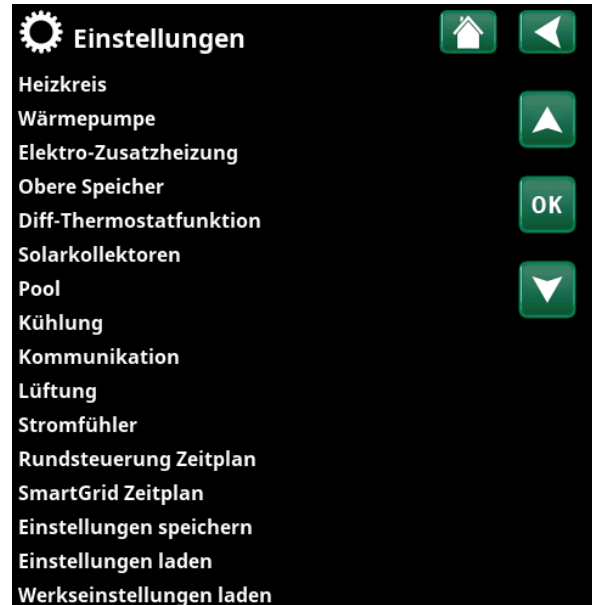 Einstellungen
Heizkreis
Wärmepumpe
Elektro-Zusatzheizung
Obere Speicher
OK
Diff-Thermostatfunktion
Solarkollektoren
Pool
Kühlung
Kommunikation
Lüftung
Stromfühler
Rundsteuerung Zeitplan
SmartGrid Zeitplan
Einstellungen speichern
Einstellungen laden
Werkseinstellungen laden